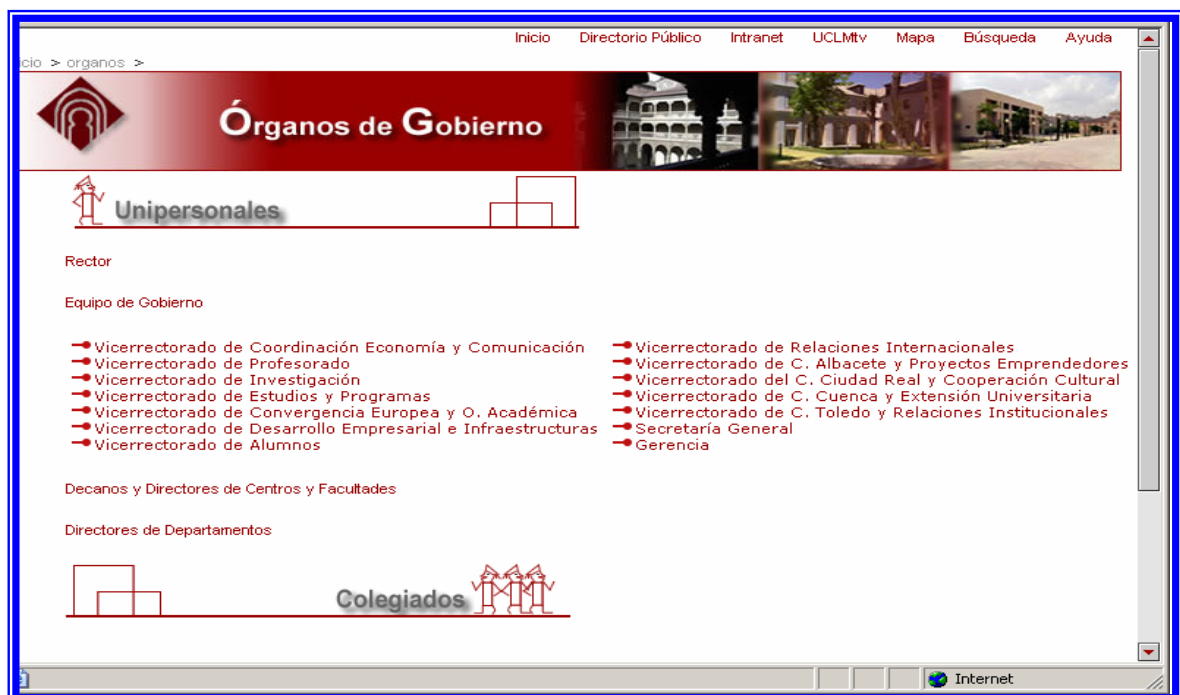 Inicio Directorio Público Intranet UCLMtv Mapa Búsqueda Ayuda
icio > organos >
Órganos de Gobierno
Unipersonales
Rector
Equipo de Gobierno
Vicerrectorado de Coordinación Economía y Comunicación
Vicerrectorado de Profesorado
Vicerrectorado de Investigación
Vicerrectorado de Estudios y Programas
Vicerrectorado de Convergencia Europea y O. Académica
Vicerrectorado de Desarrollo Empresarial e Infraestructuras
Vicerrectorado de Alumnos
Vicerrectorado de Relaciones Internacionales
Vicerrectorado de C. Albacete y Proyectos Emprendedores
Vicerrectorado del C. Ciudad Real y Cooperación Cultural
Vicerrectorado de C. Cuenca y Extensión Universitaria
Vicerrectorado de C. Toledo y Relaciones Institucionales
Secretaría General
Gerencia
Decanos y Directores de Centros y Facultades
Directores de Departamentos
Colegiados
Internet